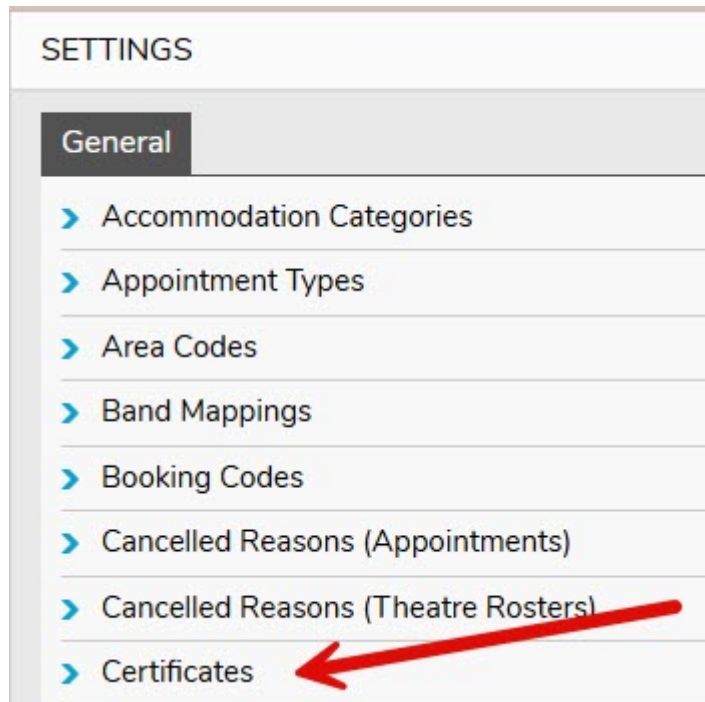 SETTINGS
General
Accommodation Categories
Appointment Types
Area Codes
Band Mappings
Booking Codes
Cancelled Reasons (Appointments)
Cancelled Reasons (Theatre Rosters)
Certificates